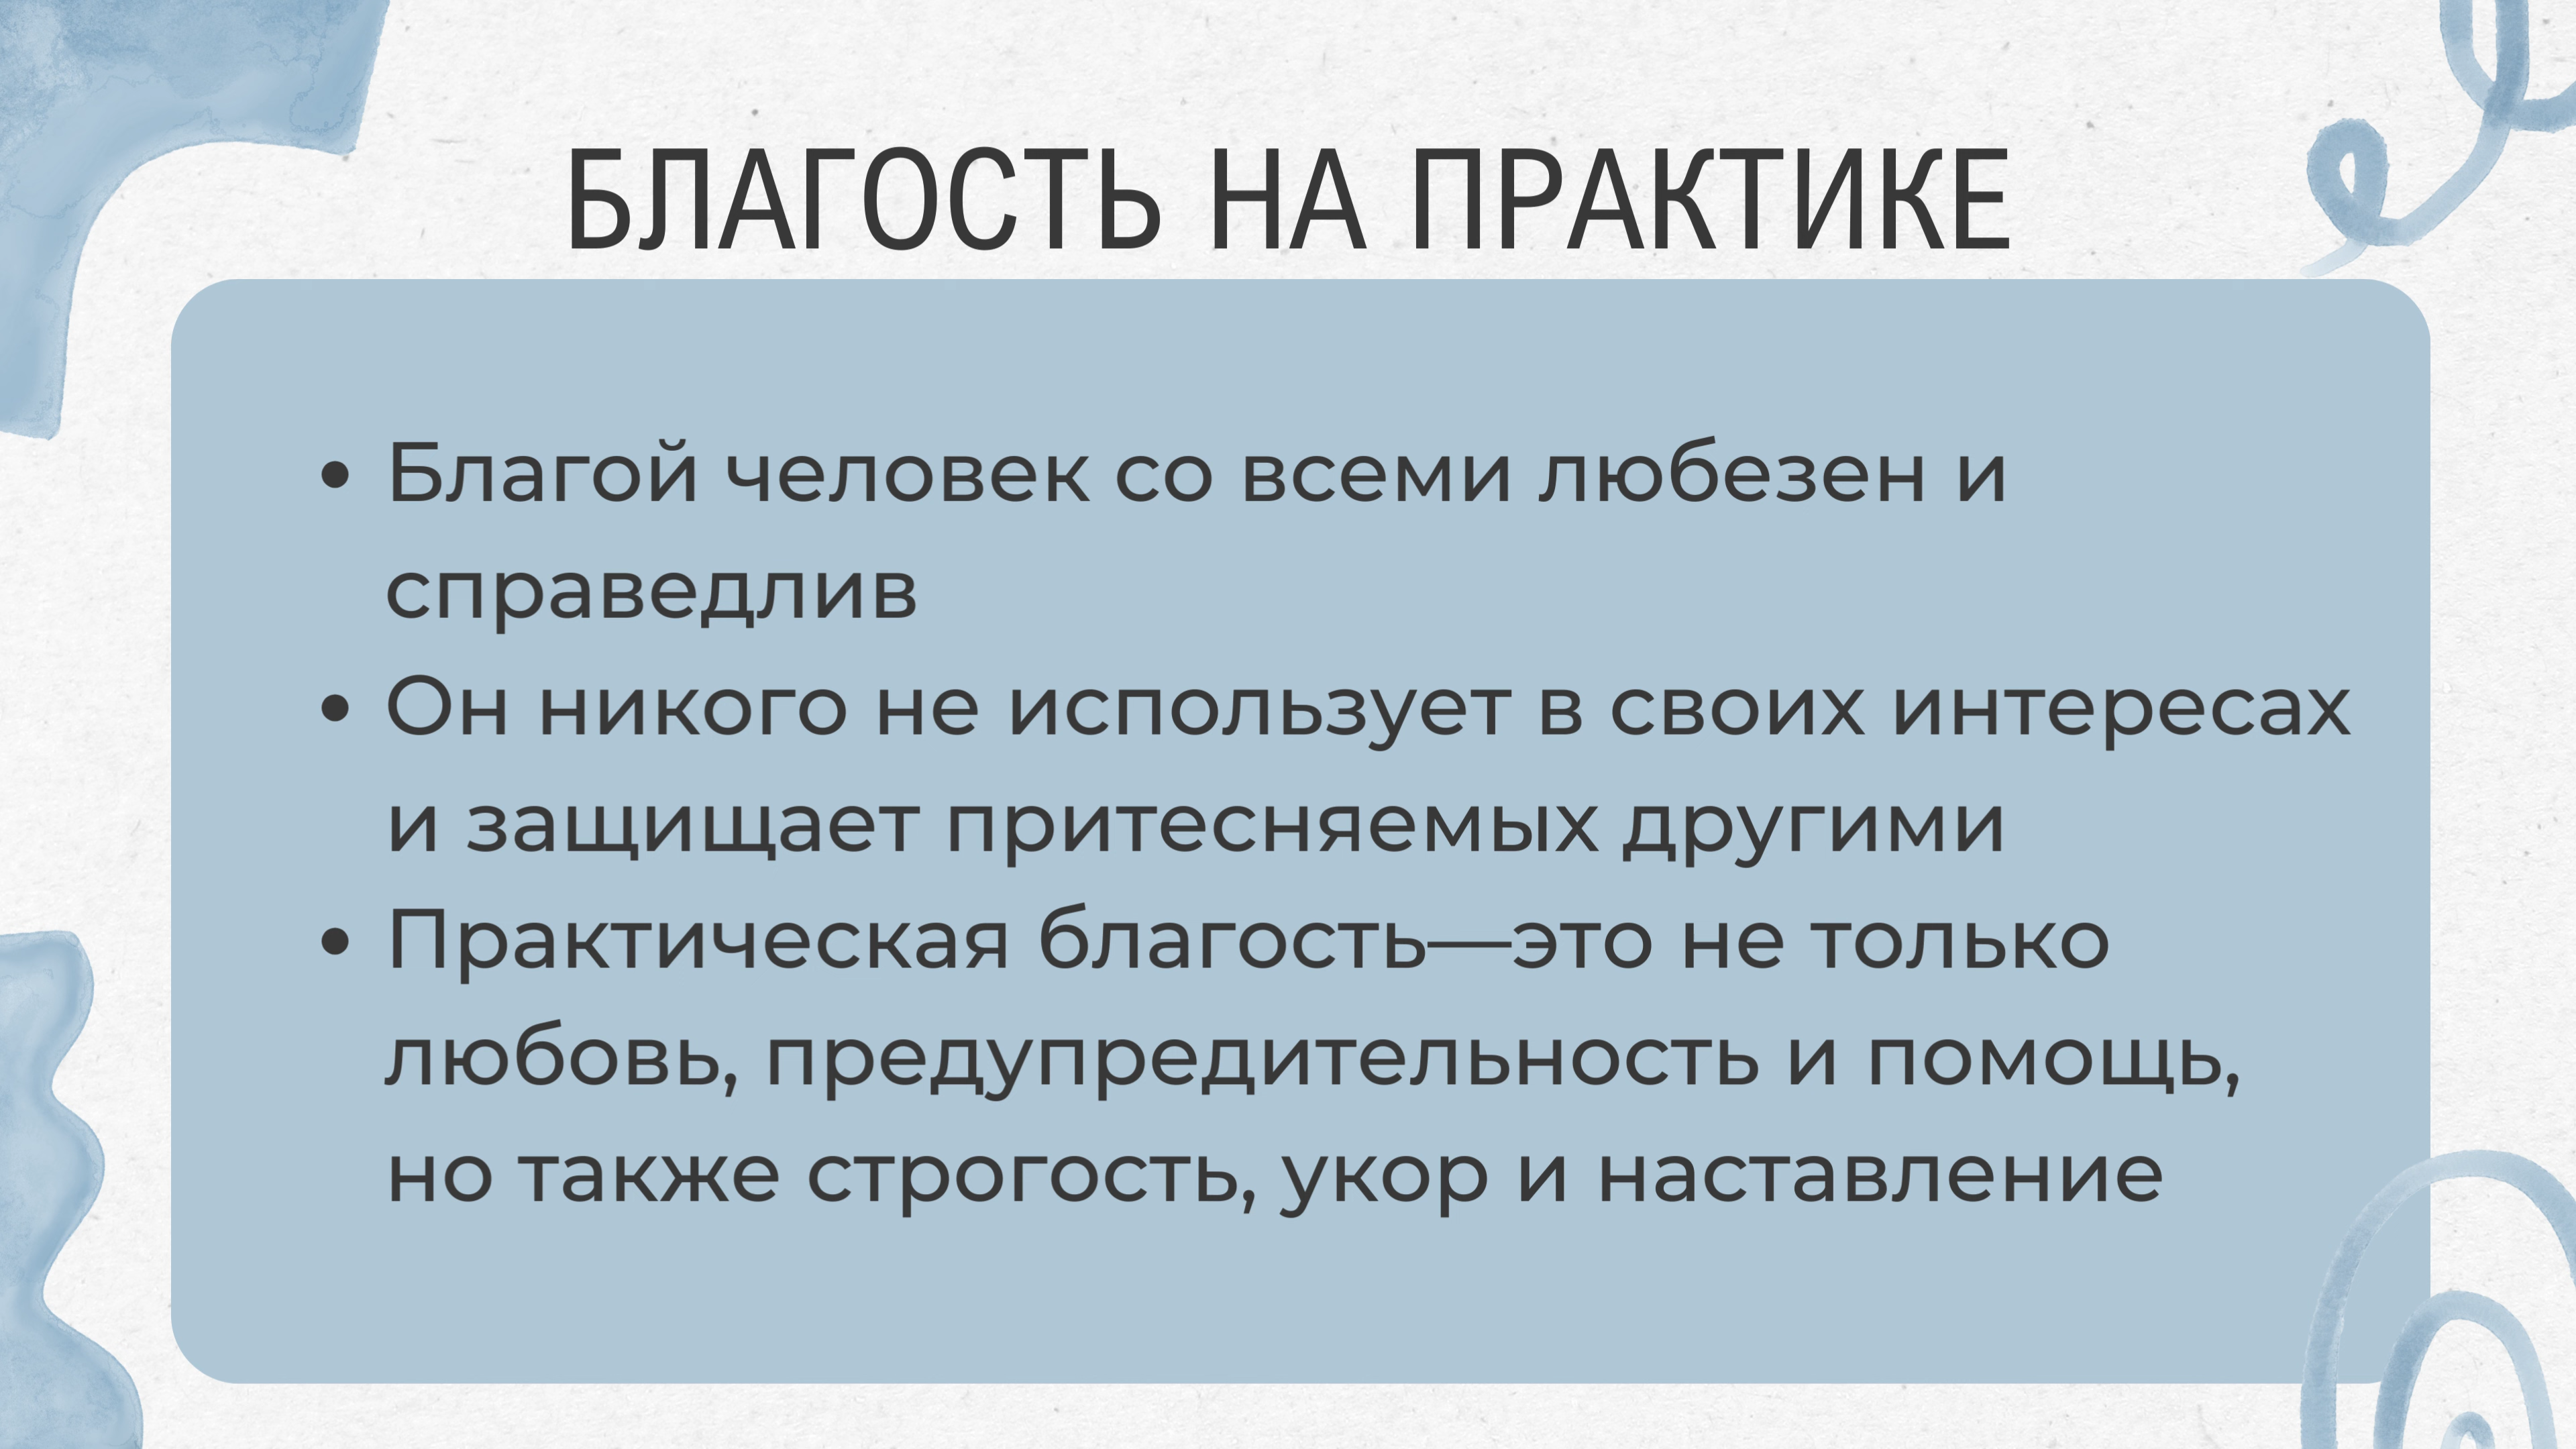 БЛАГОСТЬ НА ПРАКТИКЕ
• Благой человек со всеми любезен и
справедлив
• Он никого не использует в своих интересах
и защищает притесняемых другими
• Практическая благость—это не только
любовь, предупредительность и помощь,
но также строгость, укор и наставление